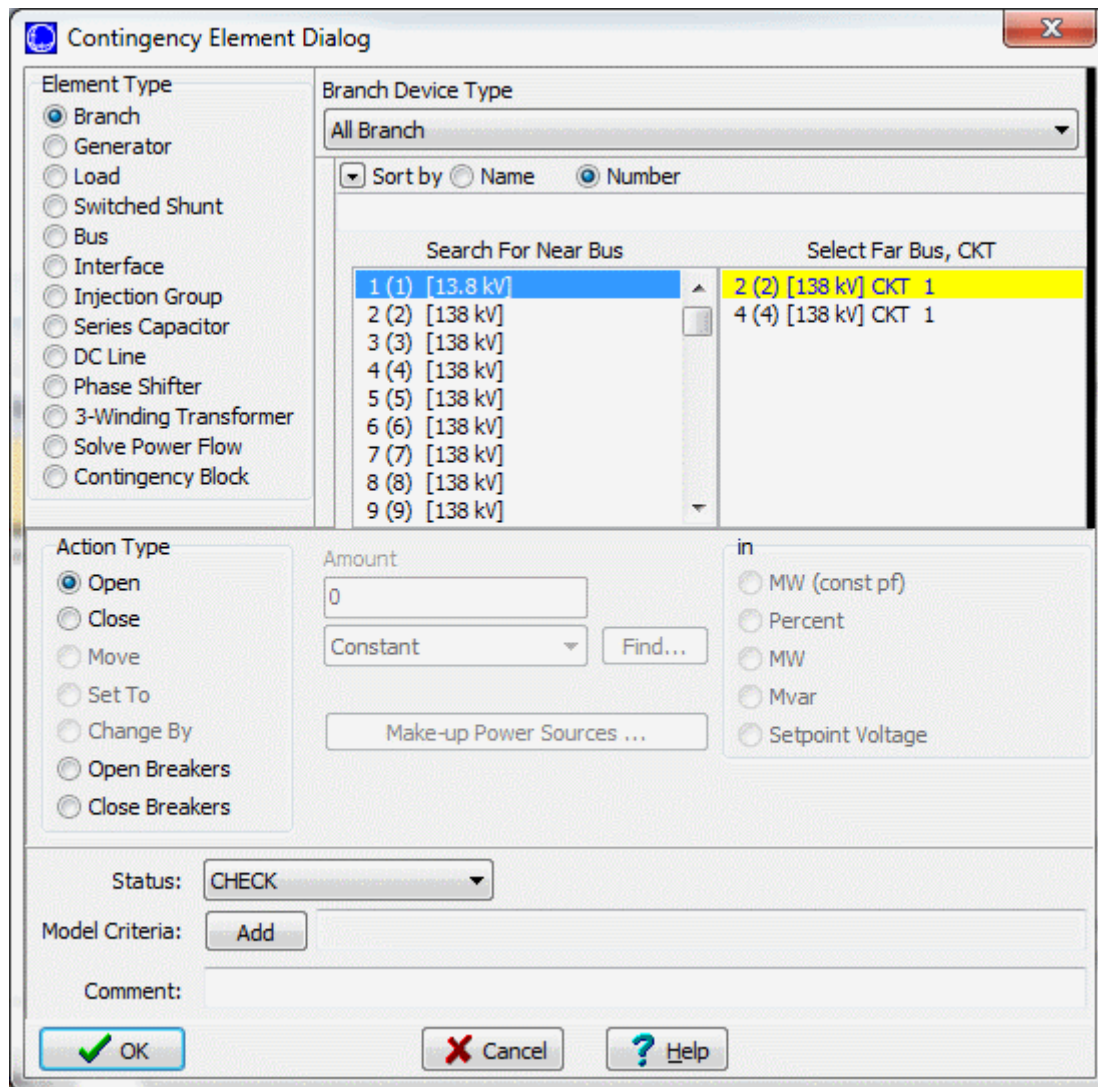 Contingency Element Dialog
Element Type
Branch
Generator
Load
Switched Shunt
Bus
Interface
Injection Group
Series Capacitor
DC Line
Phase Shifter
3-Winding Transformer
Solve Power Flow
Contingency Block
Branch Device Type
All Branch
Sort by Name Number
Search For Near Bus
1 (1) [13.8 kV]
2 (2) [138 kV]
3 (3) [138 kV]
4 (4) [138 kV]
5 (5) [138 kV]
6 (6) [138 kV]
7 (7) [138 kV]
8 (8) [138 kV]
9 (9) [138 kV]
Select Far Bus, CKT
2 (2) [138 kV] CKT 1
4 (4) [138 kV] CKT 1
Action Type
Open
Close
Move
Set To
Change By
Open Breakers
Close Breakers
Amount
0
Constant
Find...
Make-up Power Sources ...
in
MW (const pf)
Percent
MW
Mvar
Setpoint Voltage
Status: CHECK
Model Criteria: Add
Comment:
OK
Cancel
Help